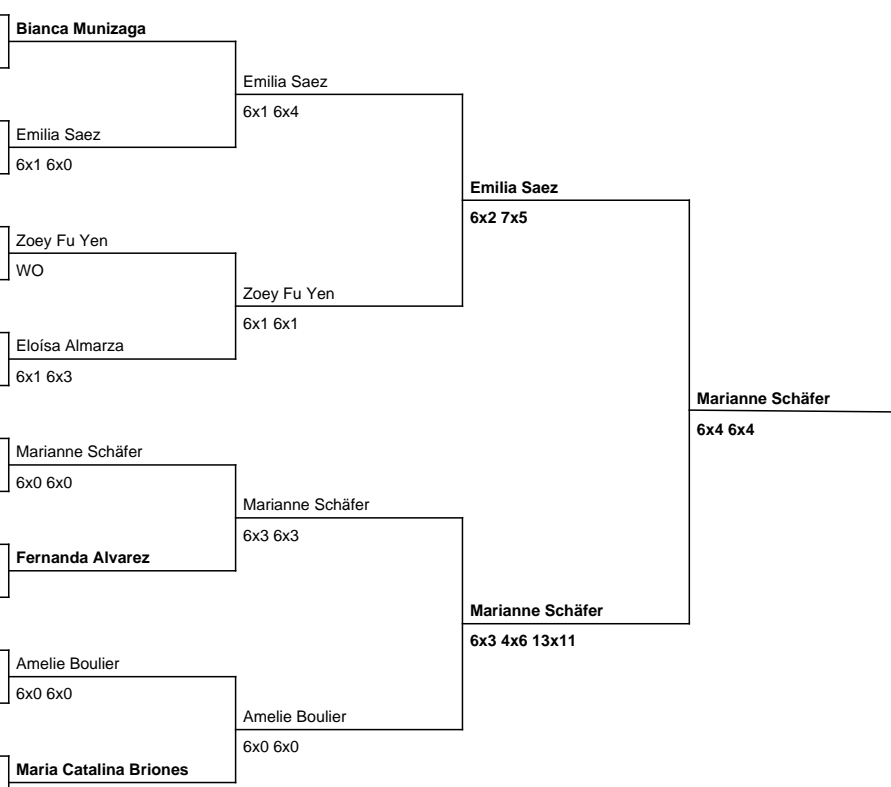 Bianca Munizaga
Emilia Saez
6x1 6x4
Emilia Saez
6x1 6x0
Emilia Saez
6x2 7x5
Zoey Fu Yen
WO
Zoey Fu Yen
6x1 6x1
Eloísa Almarza
6x1 6x3
Marianne Schäfer
6x4 6x4
Marianne Schäfer
6x0 6x0
Marianne Schäfer
6x3 6x3
Fernanda Alvarez
Marianne Schäfer
6x3 4x6 13x11
Amelie Boulier
6x0 6x0
Amelie Boulier
6x0 6x0
Maria Catalina Briones